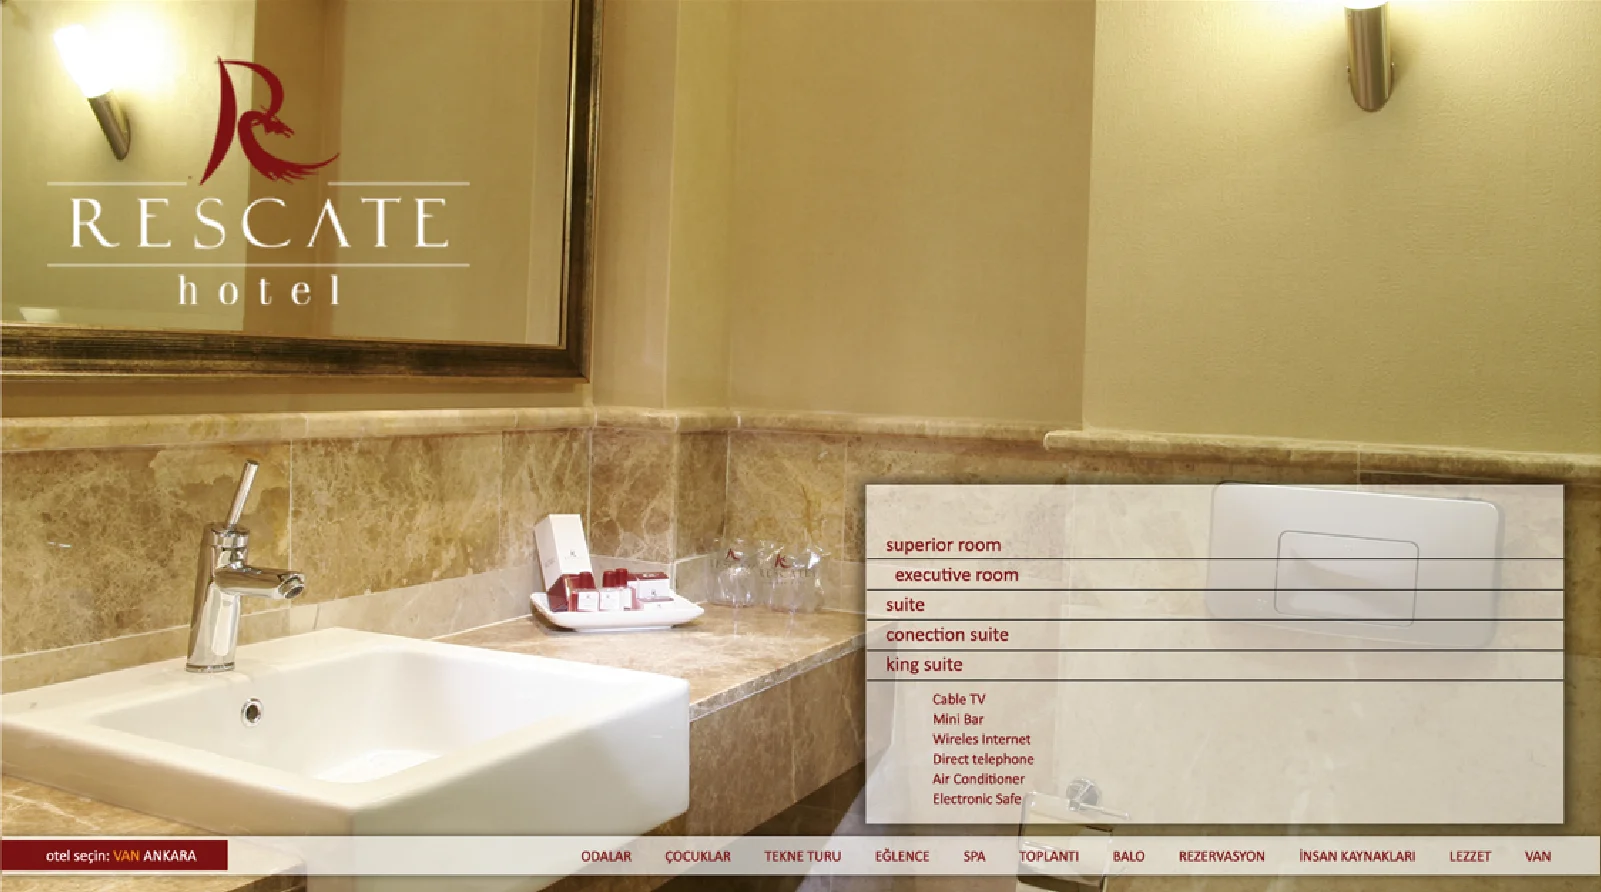 RESCATE
hotel
superior room
executive room
suite
conection suite
king suite
Cable TV
Mini Bar
Wireles Internet
Direct telephone
Air Conditioner
Electronic Safe
otel seçin: VAN ANKARA
ODALAR ÇOCUKLAR TEKNE TURU EĞLENCE SPA TOPLANTI BALO REZERVASYON İNSAN KAYNAKLARI LEZZET VAN